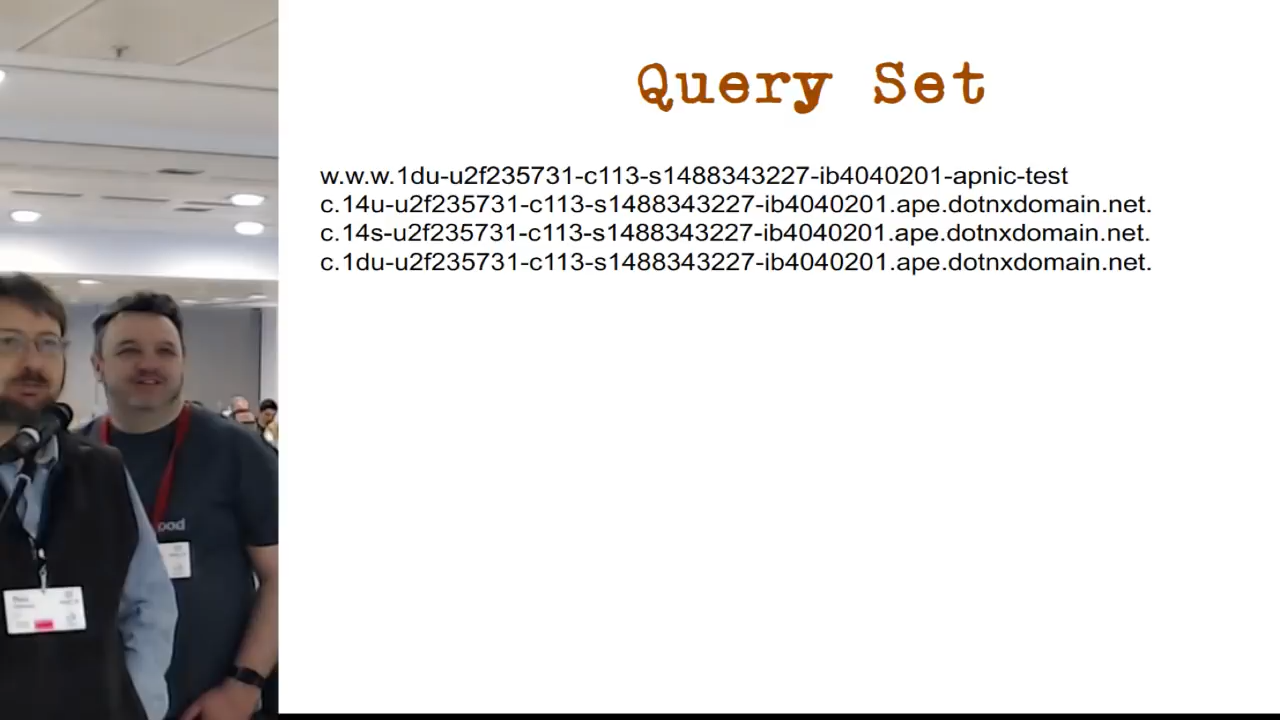 Query Set
w.w.w.1du-u2f235731-c113-s1488343227-ib4040201-apnic-test
c.14u-u2f235731-c113-s1488343227-ib4040201.ape.dotnxdomain.net.
c.14s-u2f235731-c113-s1488343227-ib4040201.ape.dotnxdomain.net.
c.1du-u2f235731-c113-s1488343227-ib4040201.ape.dotnxdomain.net.
ood